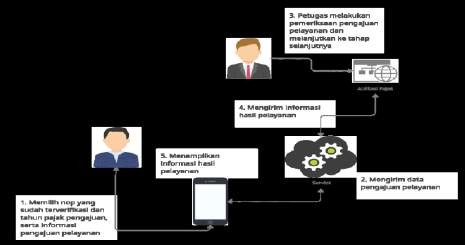 3. Petugas melakukan
pemeriksaan pengajuan
pelayanan dan
melanjutkan ke tahap
selanjutnya
Aplikasi Pajak
4. Mengirim informasi
hasil pelayanan
5. Menampilkan
informasi hasil
pelayanan
Service
2. Mengirim data
pengajuan pelayanan
1. Memilih nop yang
sudah terverifikasi dan
tahun pajak pengajuan,
serta informasi
pengajuan pelayanan